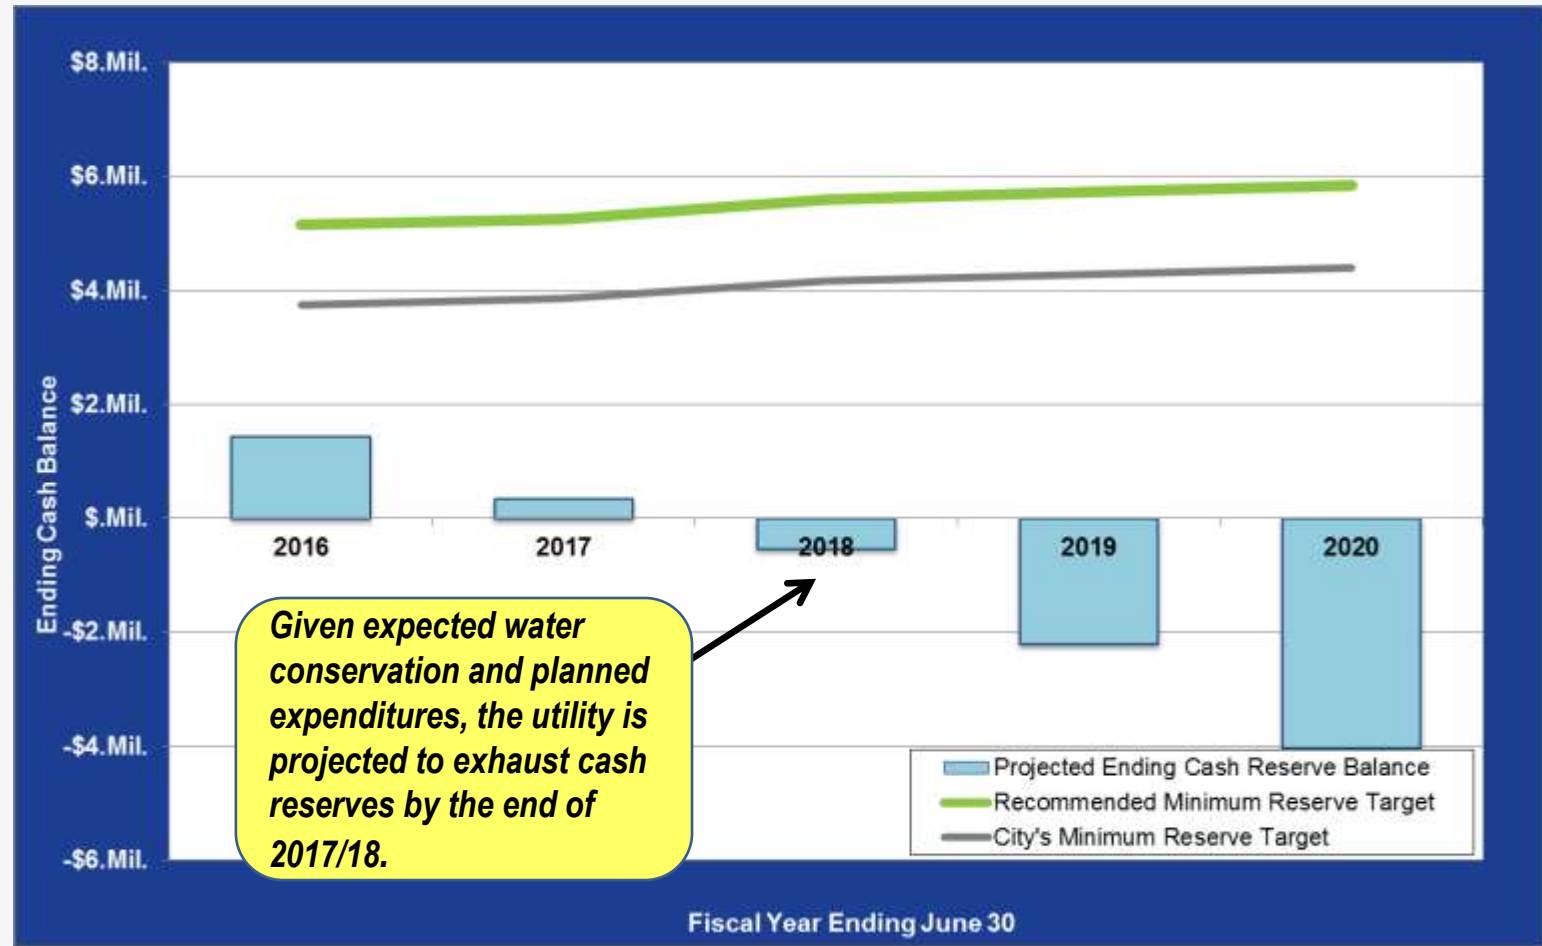 $8.Mil.
$6.Mil.
$4.Mil.
$2.Mil.
$.Mil.
-$2.Mil.
-$4.Mil.
-$6.Mil.
Ending Cash Balance
2016
2017
2018
2019
2020
Given expected water
conservation and planned
expenditures, the utility is
projected to exhaust cash
reserves by the end of
2017/18.
Projected Ending Cash Reserve Balance
Recommended Minimum Reserve Target
City's Minimum Reserve Target
Fiscal Year Ending June 30